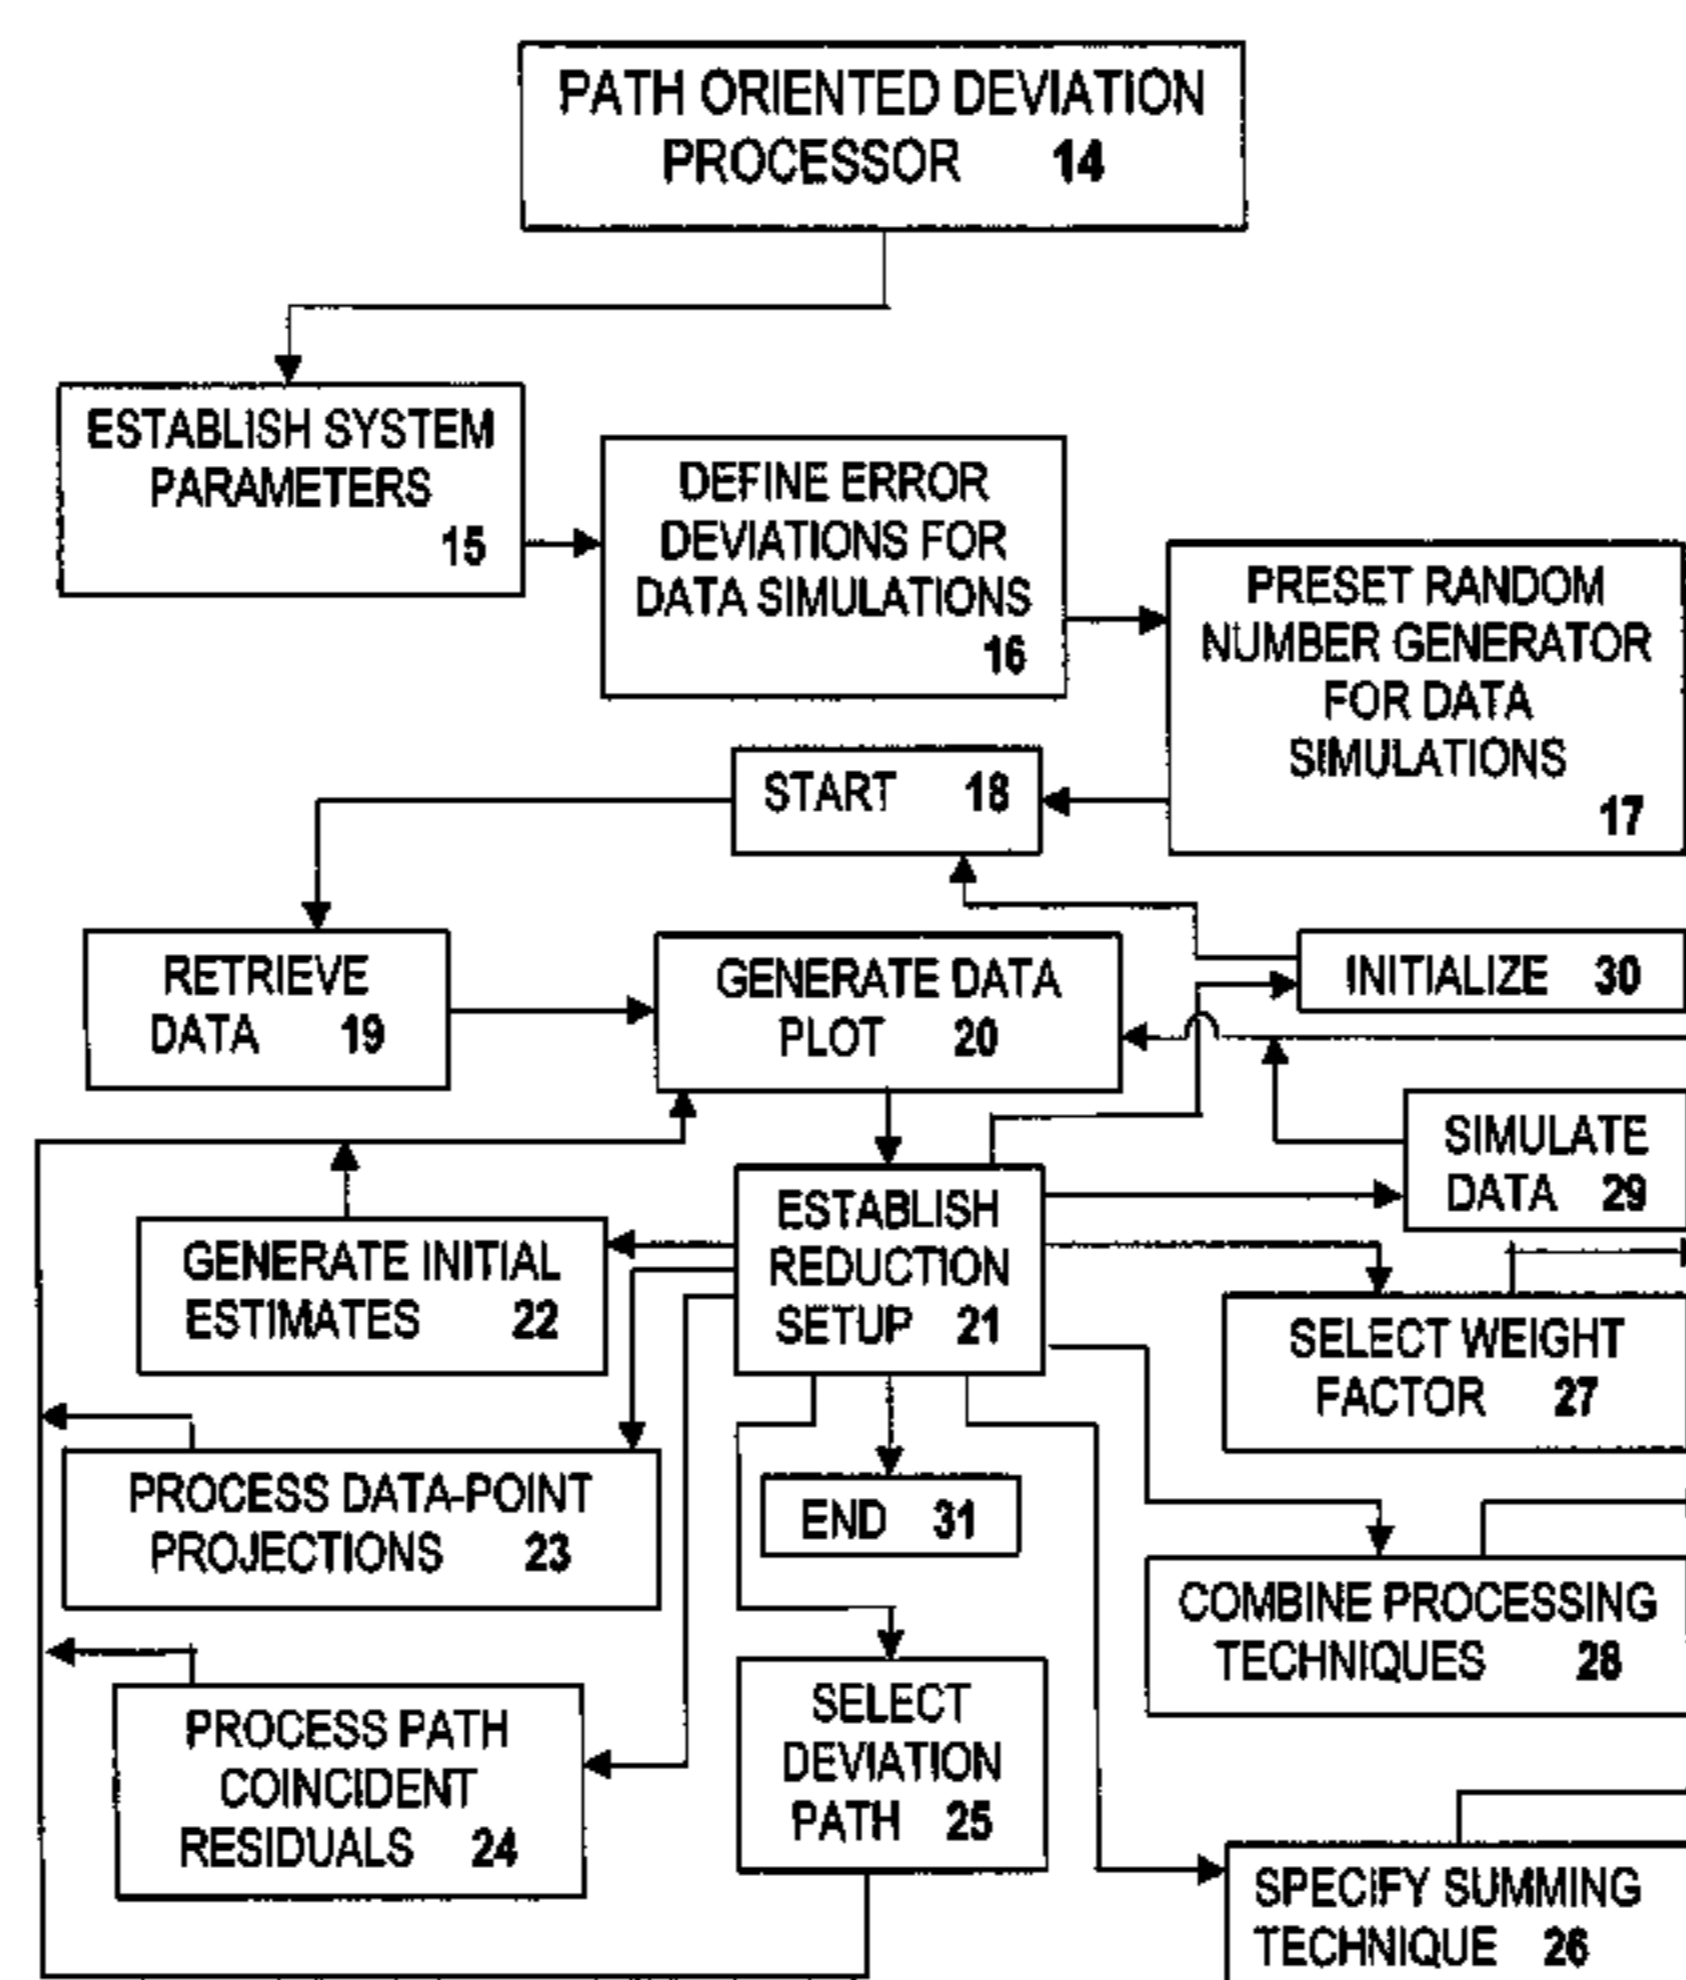 PATH ORIENTED DEVIATION
PROCESSOR 14
ESTABLISH SYSTEM
PARAMETERS
15
DEFINE ERROR
DEVIATIONS FOR
DATA SIMULATIONS
16
PRESET RANDOM
NUMBER GENERATOR
FOR DATA
SIMULATIONS
17
START 18
RETRIEVE
DATA 19
GENERATE DATA
PLOT 20
INITIALIZE 30
SIMULATE
DATA 29
ESTABLISH
REDUCTION
SETUP 21
GENERATE INITIAL
ESTIMATES 22
SELECT WEIGHT
FACTOR 27
PROCESS DATA-POINT
PROJECTIONS 23
END 31
COMBINE PROCESSING
TECHNIQUES 28
PROCESS PATH
COINCIDENT
RESIDUALS 24
SELECT
DEVIATION
PATH 25
SPECIFY SUMMING
TECHNIQUE 26